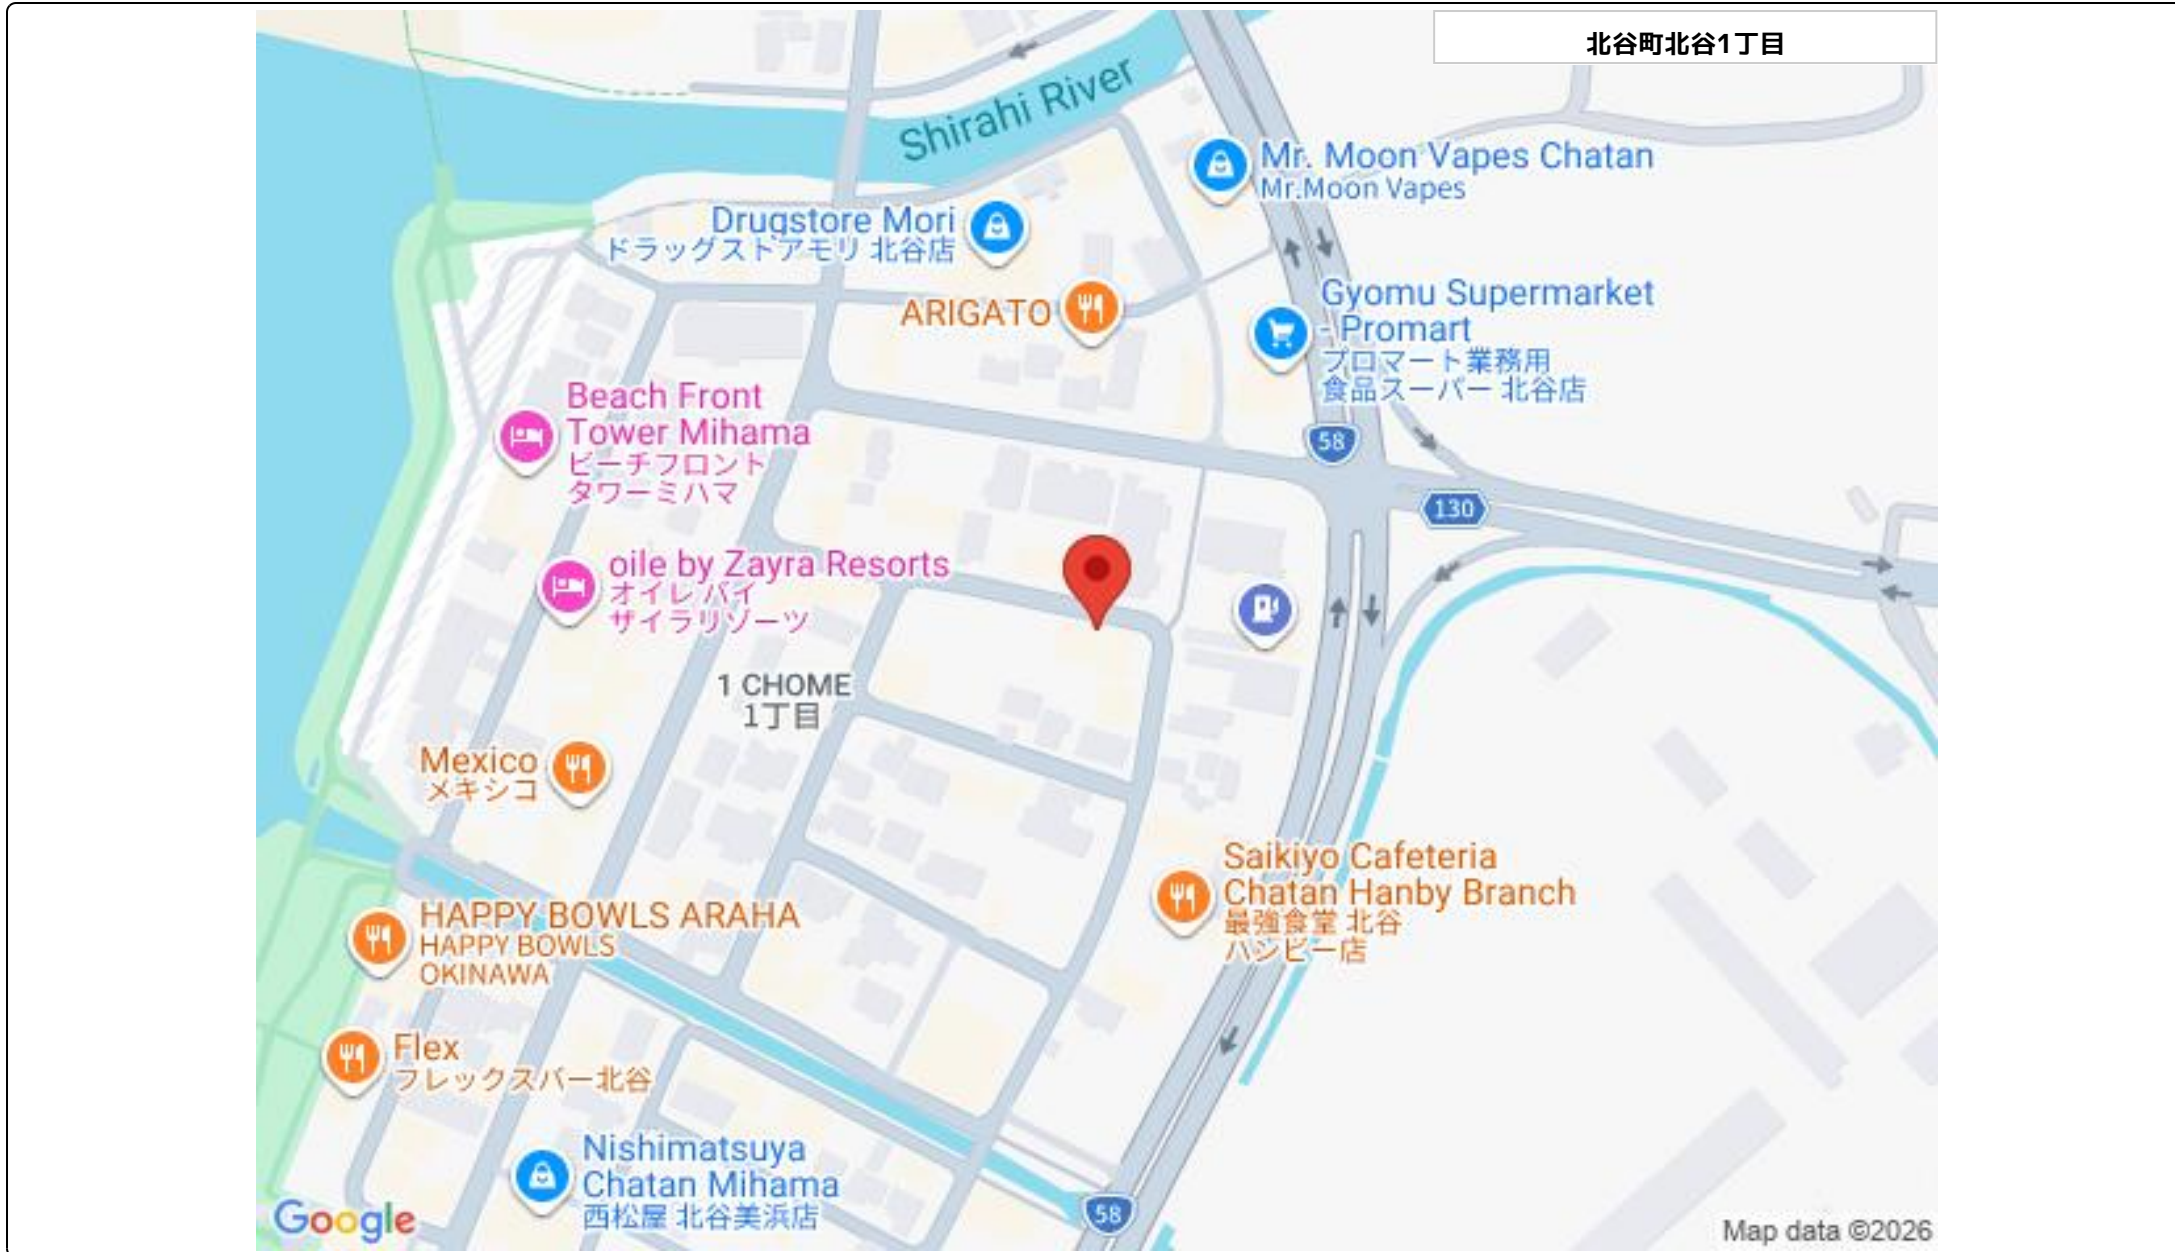 北谷町北谷1丁目
Shirahi River
Mr. Moon Vapes Chatan
Mr.Moon Vapes
Drugstore Mori
ドラッグストアモリ 北谷店
ARIGATO
Gyomu Supermarket
- Promart
プロマート業務用
食品スーパー 北谷店
Beach Front
Tower Mihama
ビーチフロント
タワーミハマ
58
130
oile by Zayra Resorts
オイレ バイ
ザイラリゾーツ
1 CHOME
1丁目
Mexico
メキシコ
Saikiyo Cafeteria
Chatan Hanby Branch
最強食堂 北谷
ハンビー店
HAPPY BOWLS ARAHA
HAPPY BOWLS
OKINAWA
Flex
フレックスバー北谷
Nishimatsuya
Chatan Mihama
西松屋 北谷美浜店
58
Google
Map data ©2026